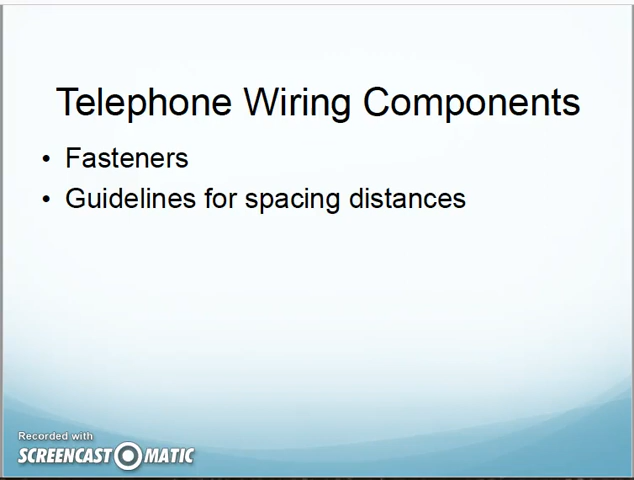 Telephone Wiring Components
• Fasteners
• Guidelines for spacing distances
Recorded with
SCREENCAST-O-MATIC